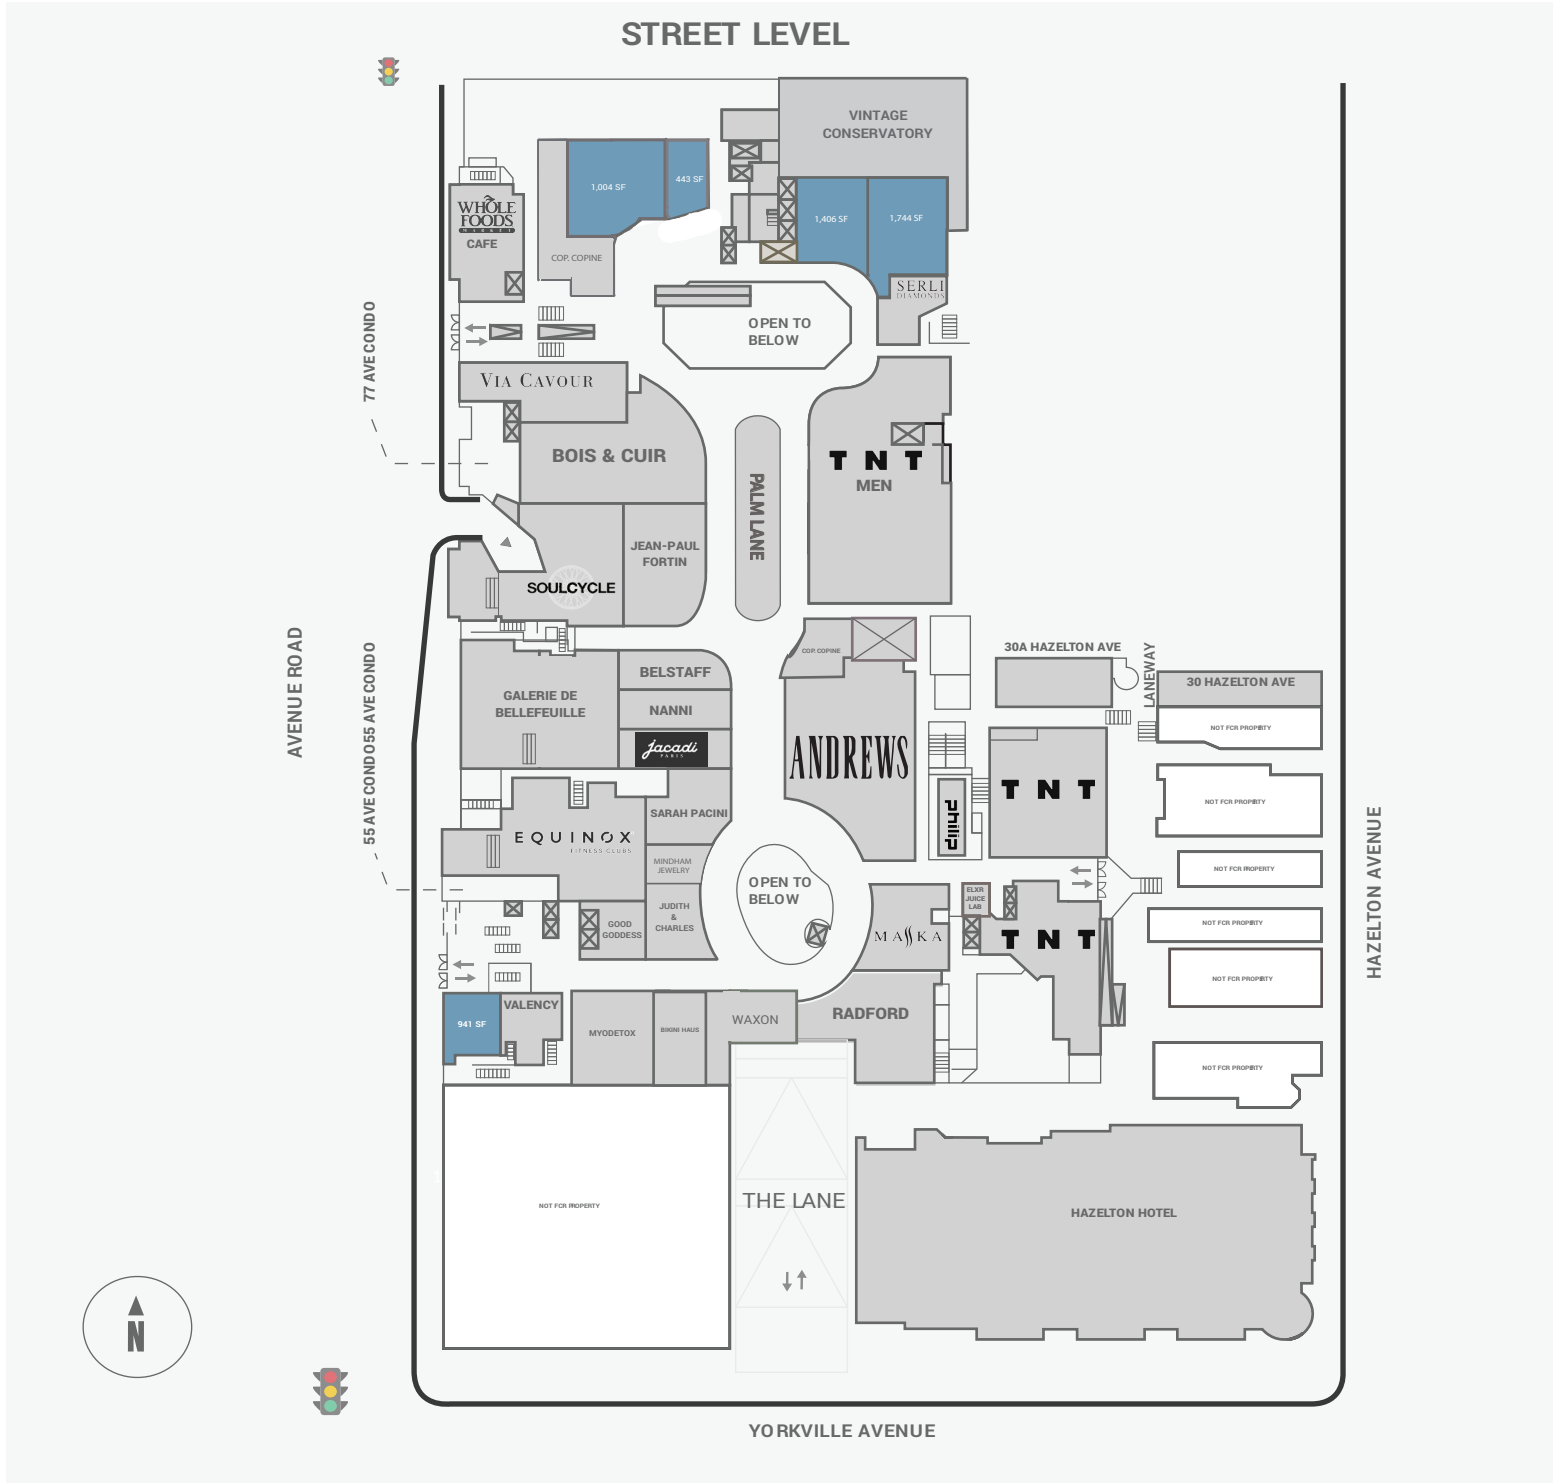 STREET LEVEL
VINTAGE
CONSERVATORY
1,004 SF
443 SF
WHOLE
FOODS
MARKET
CAFE
1,406 SF
1,744 SF
COP. COPINE
SERLI
DIAMONDS
OPEN TO
BELOW
77 AVE CONDO
VIA CAVOUR
BOIS & CUIR
TNT
MEN
PALM LANE
JEAN-PAUL
FORTIN
SOULCYCLE
AVENUE ROAD
55 AVE CONDO55 AVE CONDO
COP. COPINE
30A HAZELTON AVE
LANEWAY
30 HAZELTON AVE
BELSTAFF
GALERIE DE
BELLEFEUILLE
NANNI
NOT FCR PROPERTY
jacadi
PARIS
ANDREWS
TNT
philip
NOT FCR PROPERTY
SARAH PACINI
EQUINOX
FITNESS CLUBS
MINDHAM
JEWELRY
NOT FCR PROPERTY
OPEN TO
BELOW
HAZELTON AVENUE
ELXR
JUICE
LAB
JUDITH
&
CHARLES
GOOD
GODDESS
MASKA
TNT
NOT FCR PROPERTY
NOT FCR PROPERTY
VALENCY
941 SF
MYODETOX
BIKINI HAUS
WAXON
RADFORD
NOT FCR PROPERTY
NOT FCR PROPERTY
THE LANE
HAZELTON HOTEL
N
YORKVILLE AVENUE